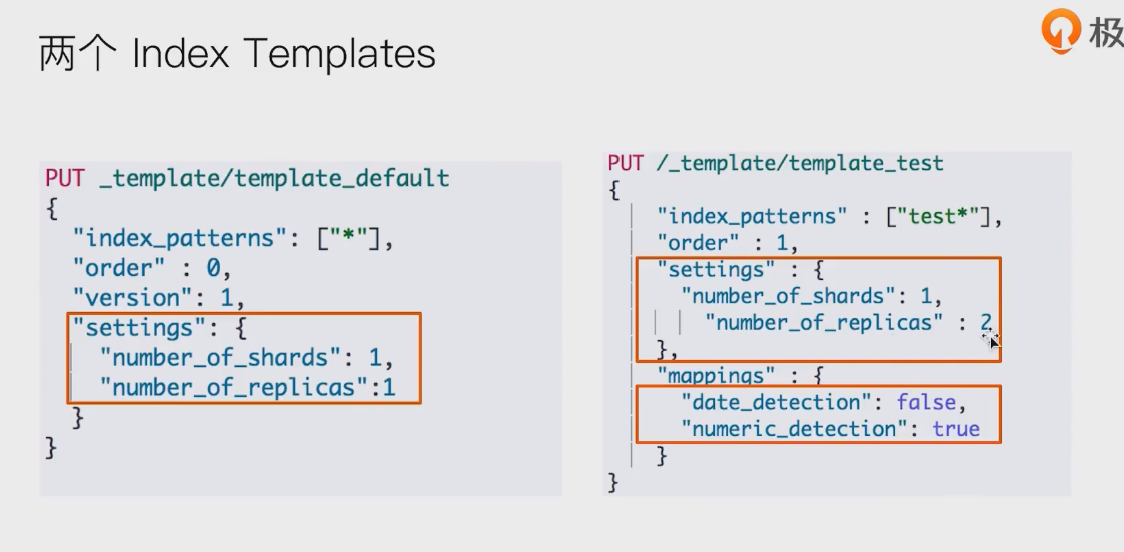 两个 Index Templates
极
PUT _template/template_default
{
"index_patterns": ["*"],
"order" : 0,
"version": 1,
"settings": {
"number_of_shards": 1,
"number_of_replicas":1
}
}
PUT /_template/template_test
{
"index_patterns" : ["test*"],
"order" : 1,
"settings" : {
"number_of_shards": 1,
"number_of_replicas" : 2
},
"mappings" : {
"date_detection": false,
"numeric_detection": true
}
}